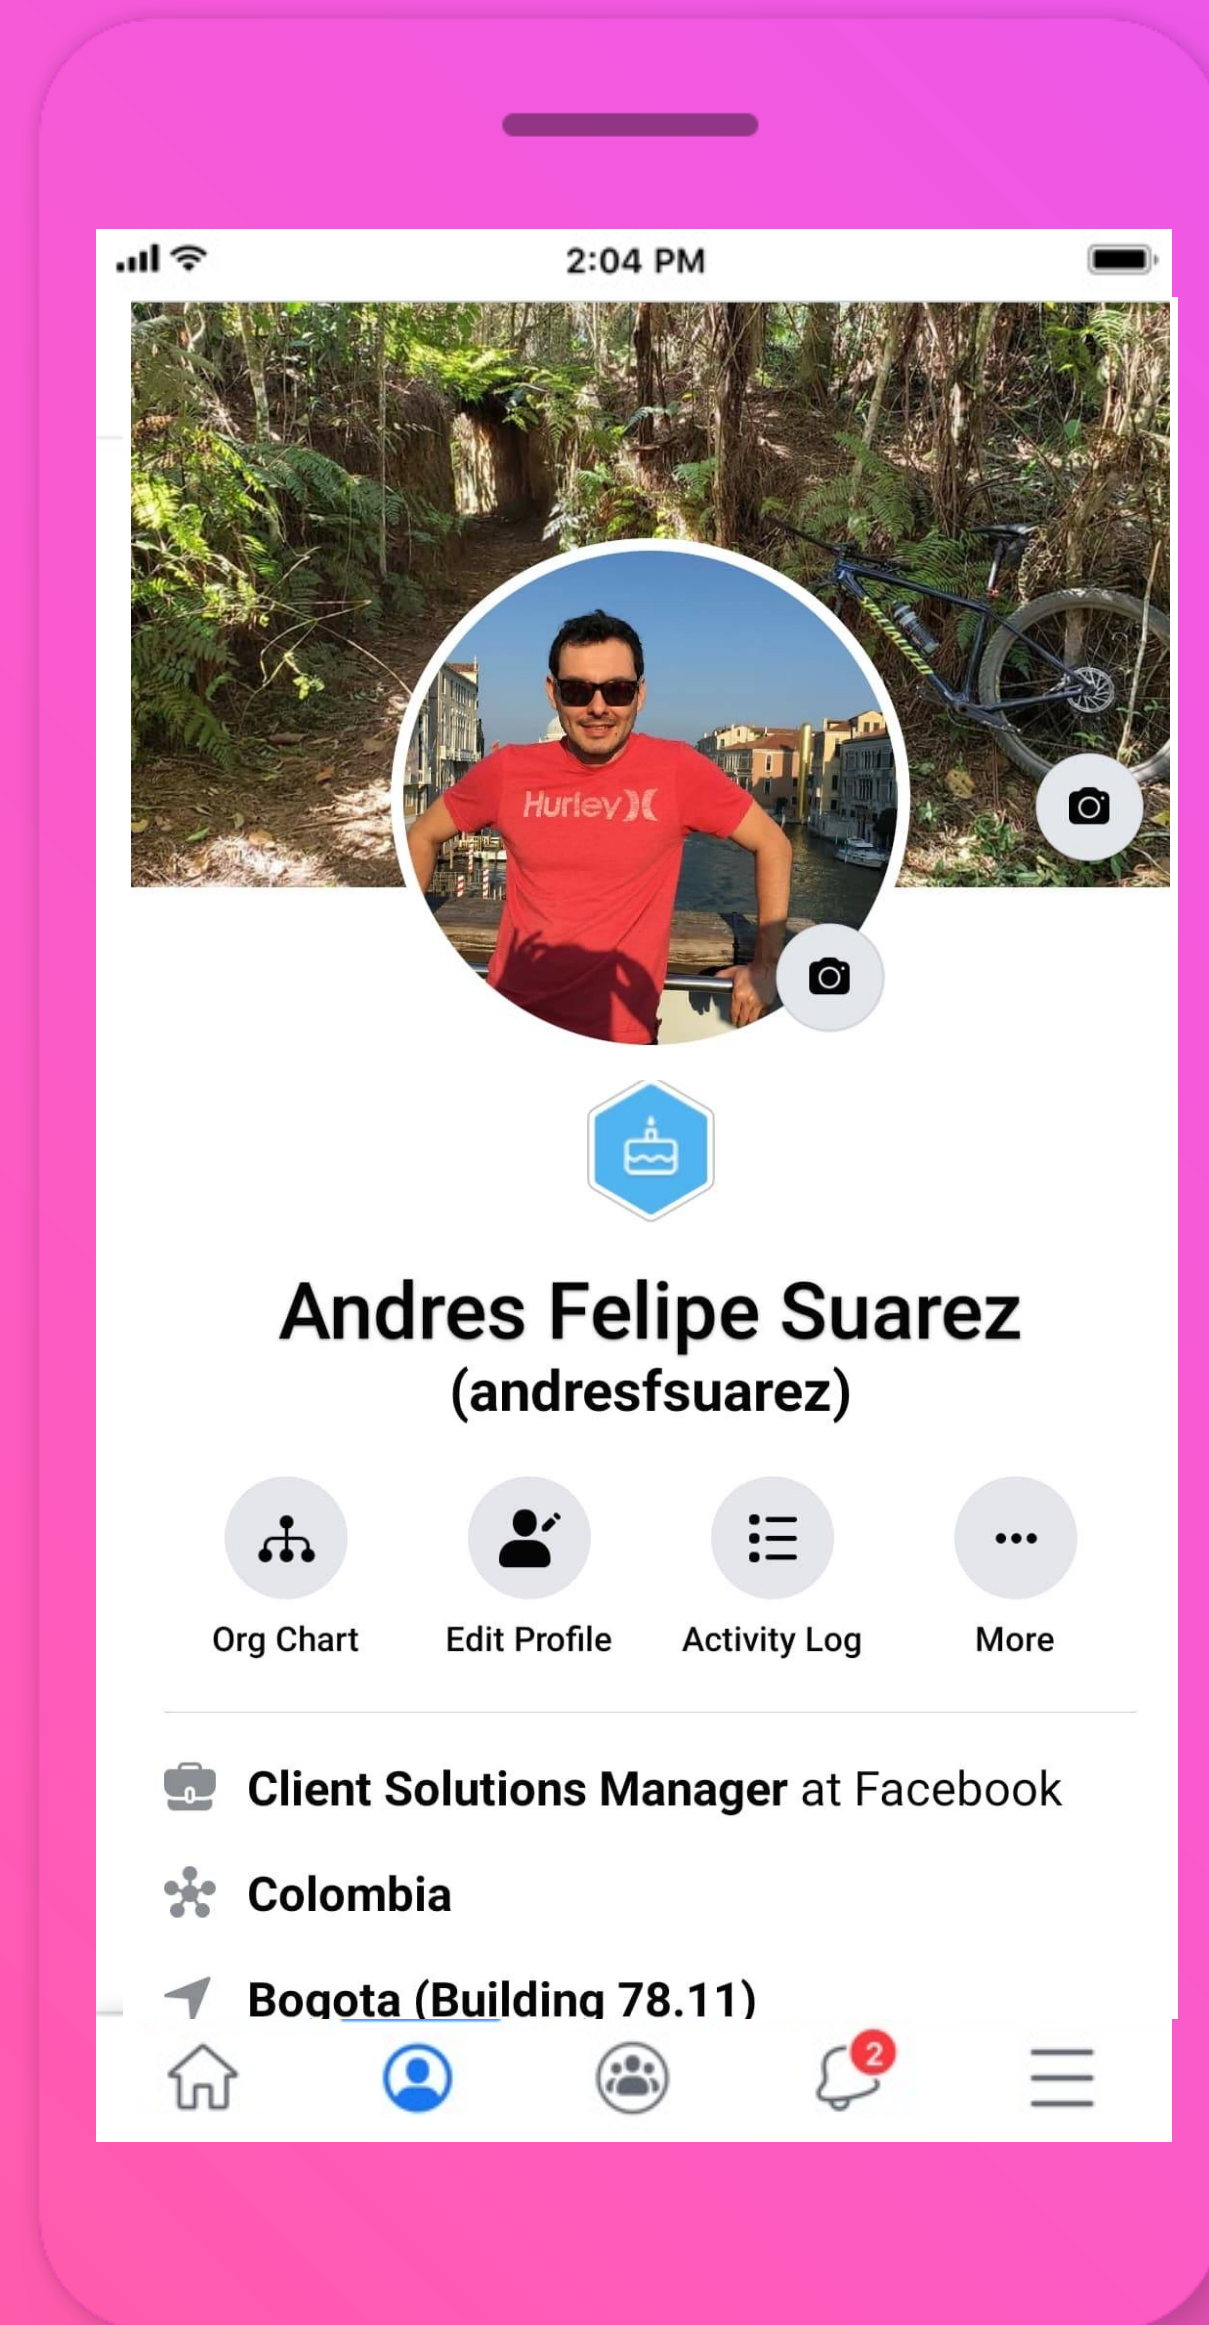 2:04 PM
Hurley
Andres Felipe Suarez
(andresfsuarez)
Org Chart
Edit Profile
Activity Log
More
Client Solutions Manager at Facebook
Colombia
Bogota (Building 78.11)
2